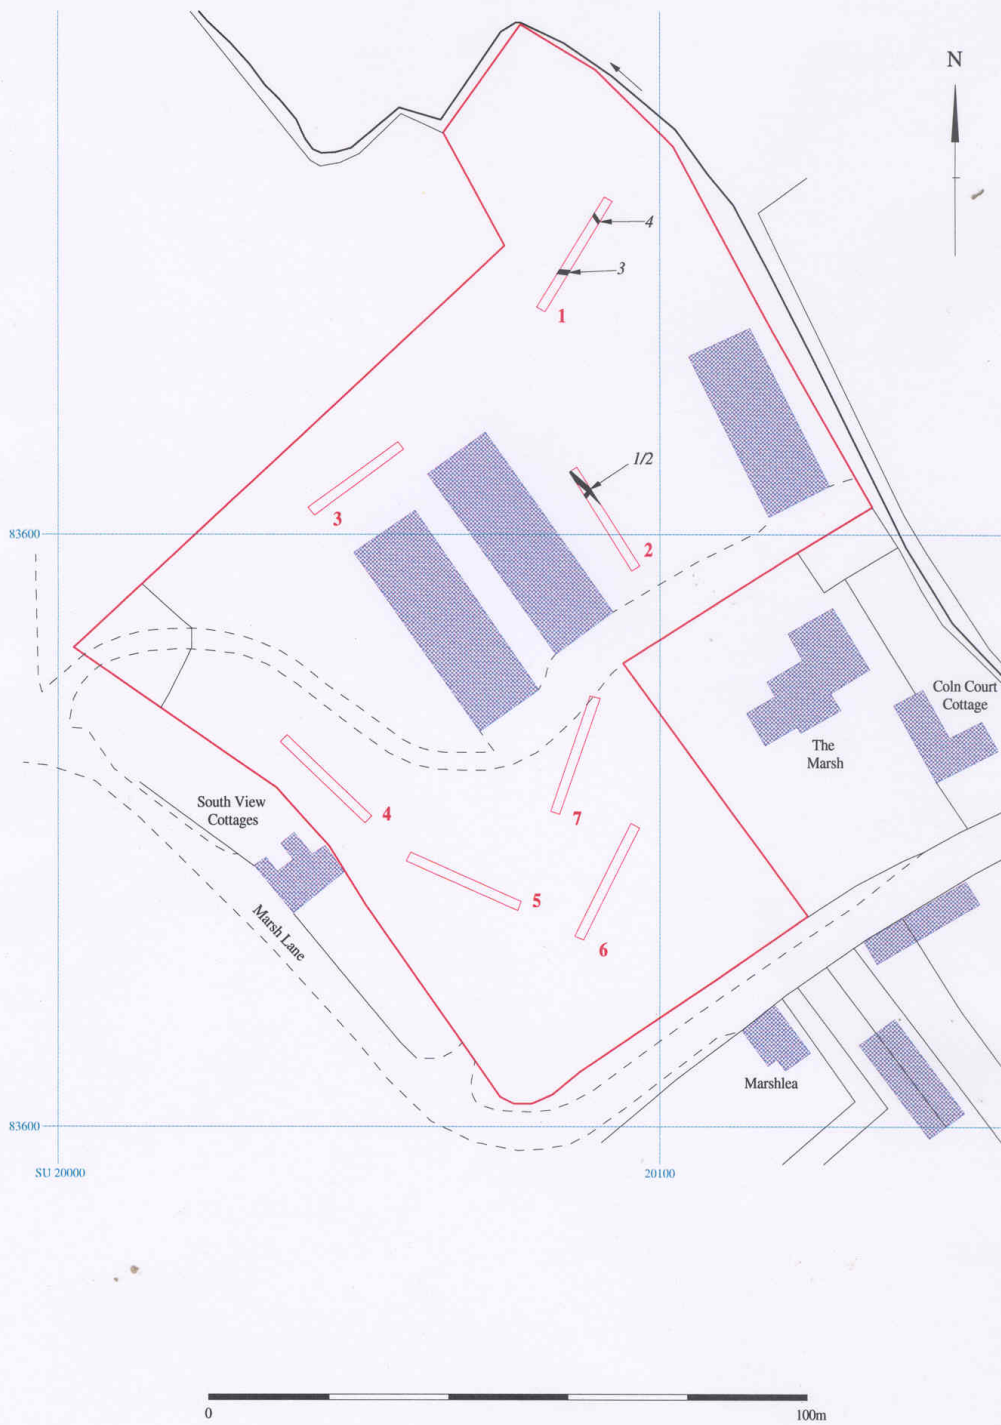 N
4
3
1
1/2
3
83600
2
Coln Court
Cottage
The
Marsh
South View
Cottages
4
7
5
Marsh Lane
6
Marshlea
83600
SU 20000
20100
0
100m